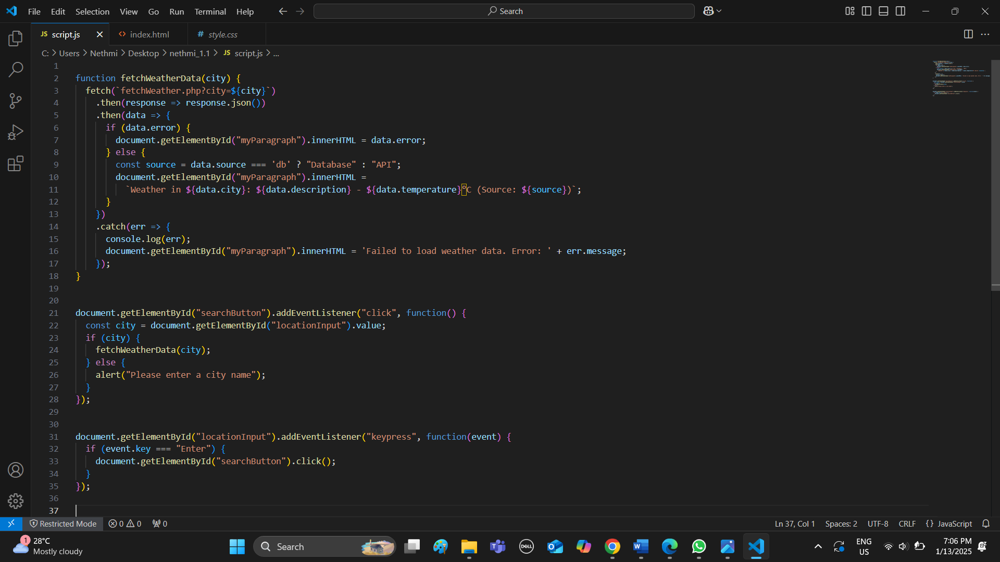 File Edit Selection View Go Run Terminal Help Search
JS script.js index.html # style.css
C: > Users > Nethmi > Desktop > nethmi_1.1 > JS script.js > ...
1
2 function fetchWeatherData(city) {
3 fetch(`fetchWeather.php?city=${city}`)
4 .then(response => response.json())
5 .then(data => {
6 if (data.error) {
7 document.getElementById("myParagraph").innerHTML = data.error;
8 } else {
9 const source = data.source === 'db' ? "Database" : "API";
10 document.getElementById("myParagraph").innerHTML =
11 `Weather in ${data.city}: ${data.description} - ${data.temperature}°C (Source: ${source})`;
12 }
13 })
14 .catch(err => {
15 console.log(err);
16 document.getElementById("myParagraph").innerHTML = 'Failed to load weather data. Error: ' + err.message;
17 });
18 }
19
20
21 document.getElementById("searchButton").addEventListener("click", function() {
22 const city = document.getElementById("locationInput").value;
23 if (city) {
24 fetchWeatherData(city);
25 } else {
26 alert("Please enter a city name");
27 }
28 });
29
30
31 document.getElementById("locationInput").addEventListener("keypress", function(event) {
32 if (event.key === "Enter") {
33 document.getElementById("searchButton").click();
34 }
35 });
36
37
Restricted Mode 0 0 0 Ln 37, Col 1 Spaces: 2 UTF-8 CRLF {} JavaScript
1 28°C Search DELL ENG 7:06 PM
Mostly cloudy US 1/13/2025